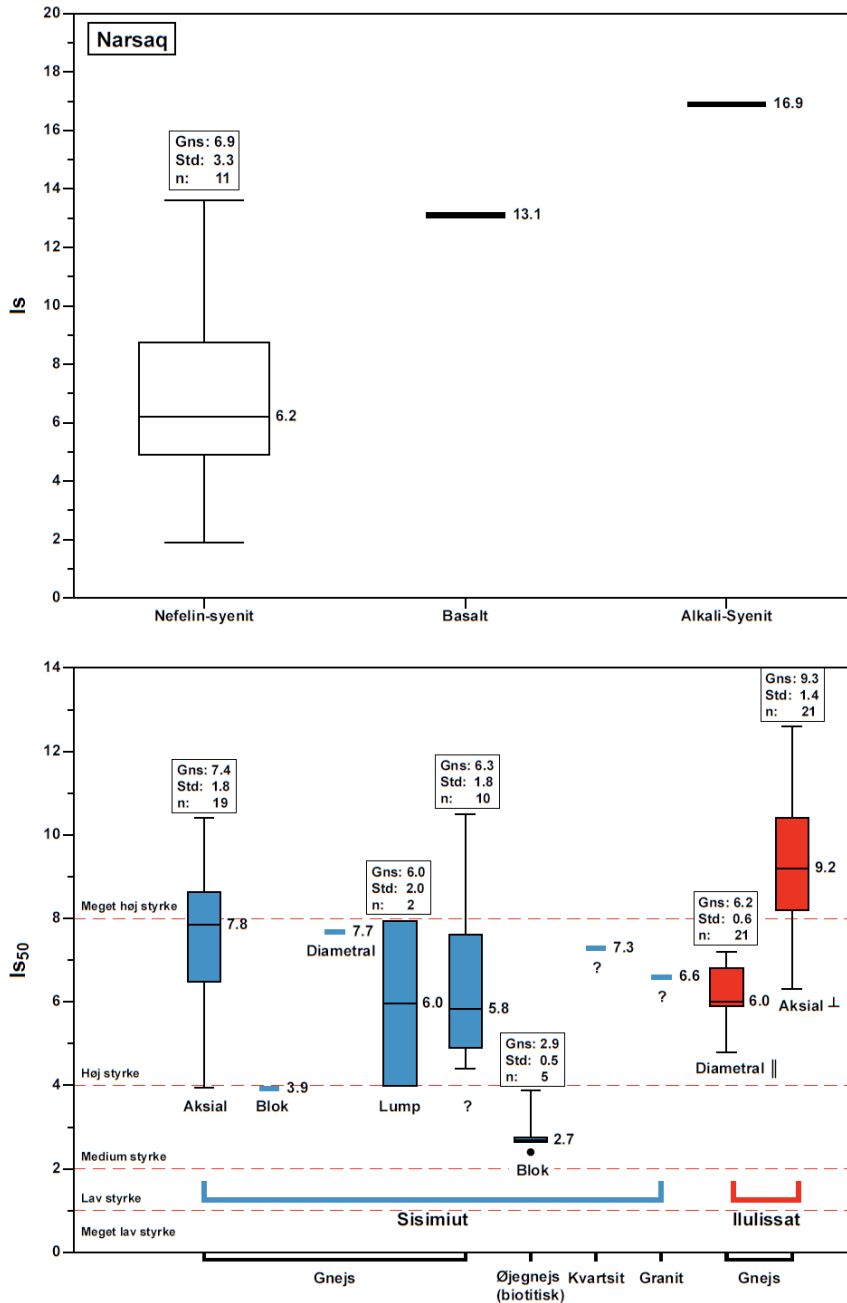 20
Narsaq
18
16.9
Gns: 6.9
Std: 3.3
n: 11
16
14
13.1
12
10
Is
8
6.2
6
4
2
0
Nefelin-syenit Basalt Alkali-Syenit
14
Gns: 9.3
Std: 1.4
n: 21
12
Gns: 7.4
Std: 1.8
n: 19
Gns: 6.3
Std: 1.8
n: 10
10
Gns: 6.0
Std: 2.0
n: 2
Gns: 6.2
Std: 0.6
n: 21
9.2
Meget høj styrke
8
7.8
7.7
Diametral
7.3
?
6.6
?
Is50
6
6.0
5.8
6.0
Aksial ⊥
Diametral ||
Gns: 2.9
Std: 0.5
n: 5
Høj styrke
4
3.9
Aksial Blok Lump ?
2.7
Blok
Medium styrke
2
Lav styrke
Sisimiut Ilulissat
Meget lav styrke
0
Gnejs Øjegnejs Kvartsit Granit Gnejs
(biotitisk)